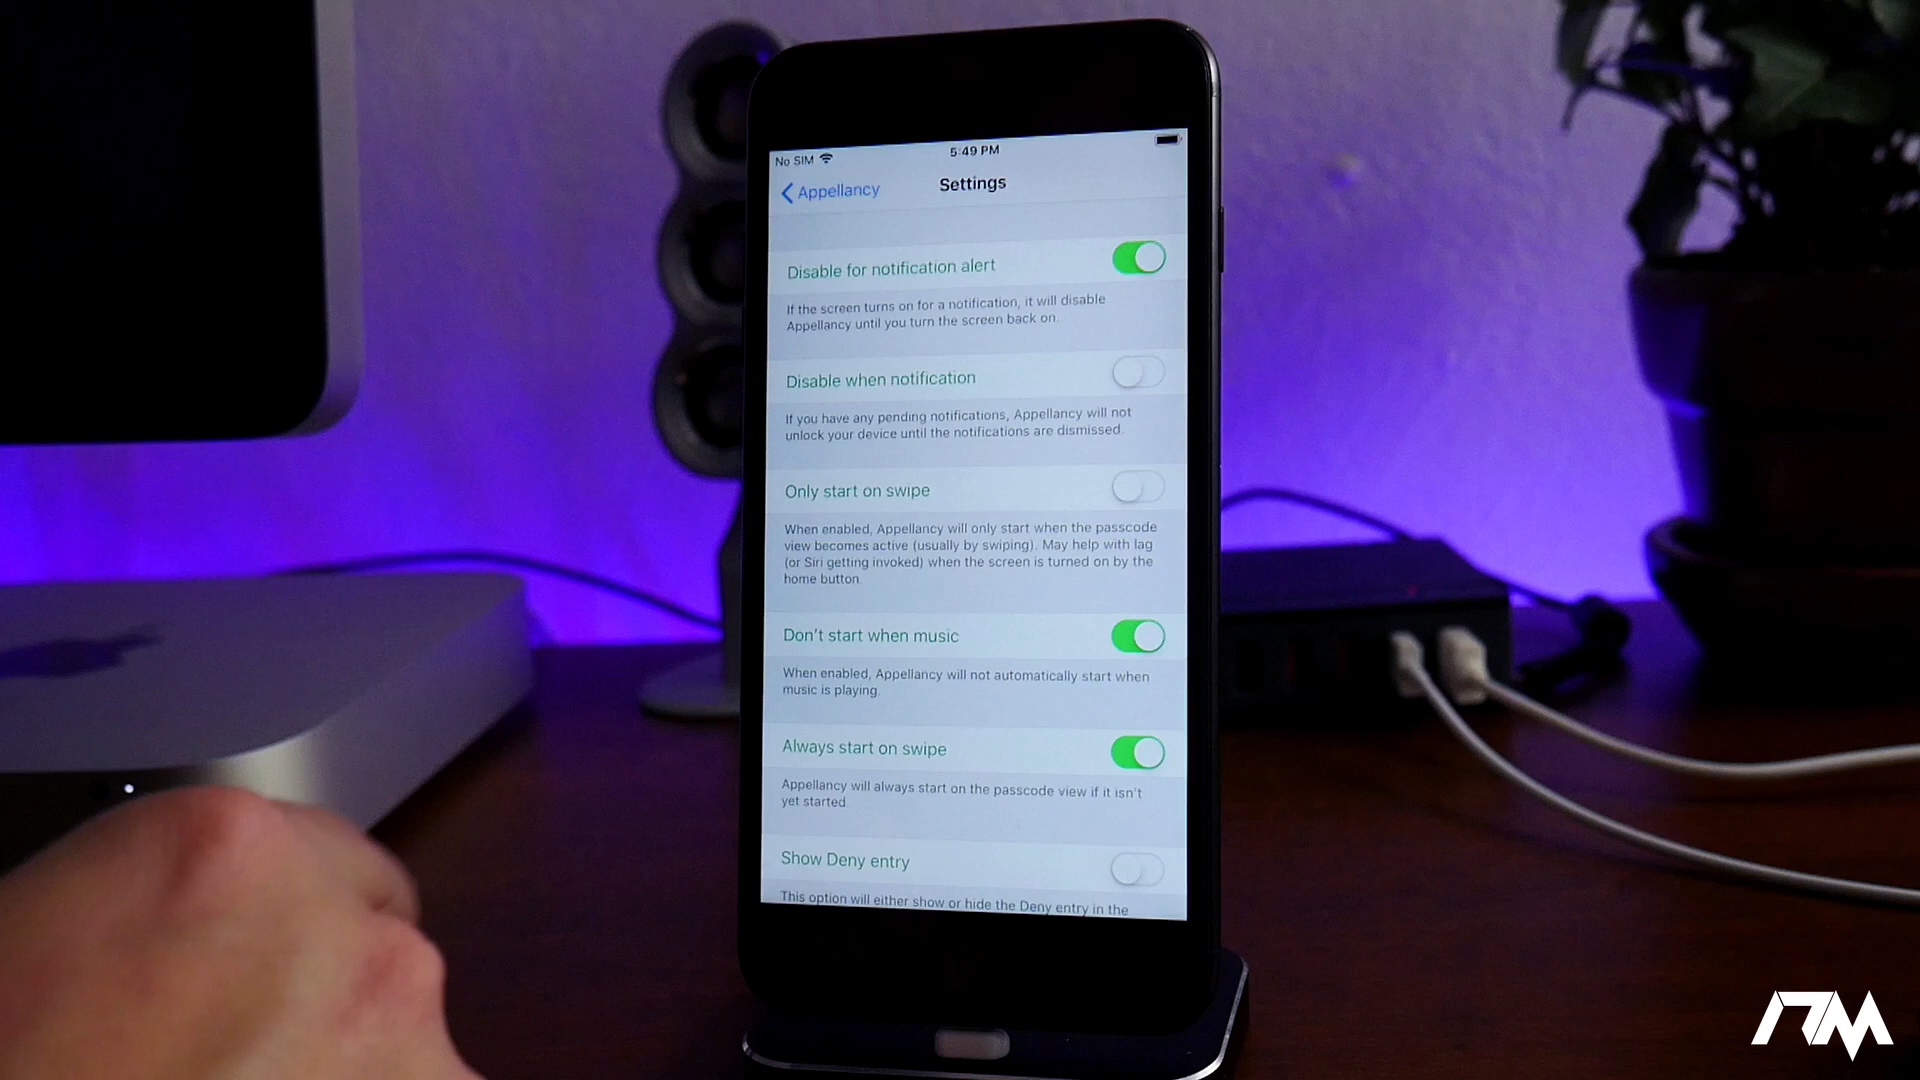 No SIM
5:49 PM
Appellancy
Settings
Disable for notification alert
If the screen turns on for a notification, it will disable
Appellancy until you turn the screen back on.
Disable when notification
If you have any pending notifications, Appellancy will not
unlock your device until the notifications are dismissed.
Only start on swipe
When enabled, Appellancy will only start when the passcode
view becomes active (usually by swiping). May help with lag
(or Siri getting invoked) when the screen is turned on by the
home button.
Don't start when music
When enabled, Appellancy will not automatically start when
music is playing.
Always start on swipe
Appellancy will always start on the passcode view if it isn't
yet started.
Show Deny entry
This option will either show or hide the Deny entry in the